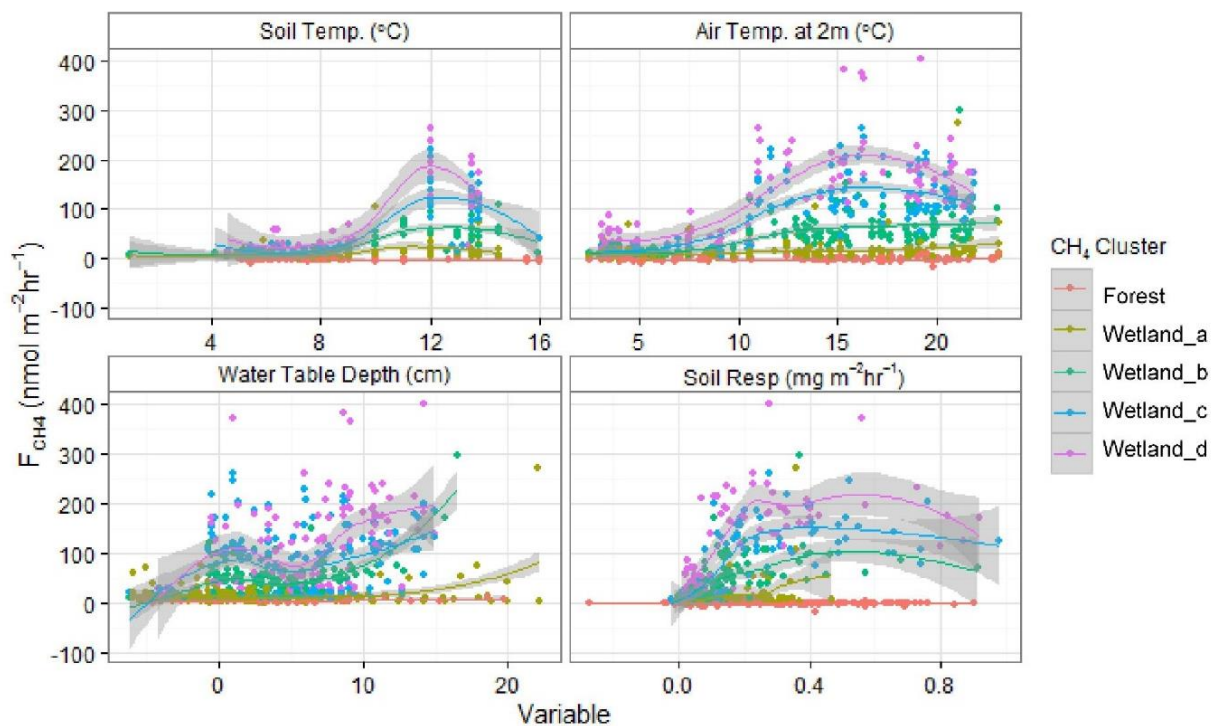 Soil Temp. (°C)
Air Temp. at 2m (°C)
400
300
200
100
0
-100
4
8
12
16
5
10
15
20
Water Table Depth (cm)
Soil Resp (mg m⁻²hr⁻¹)
400
300
200
100
0
-100
0
10
20
0.0
0.4
0.8
F_CH4 (nmol m⁻²hr⁻¹)
Variable
CH₄ Cluster
Forest
Wetland_a
Wetland_b
Wetland_c
Wetland_d